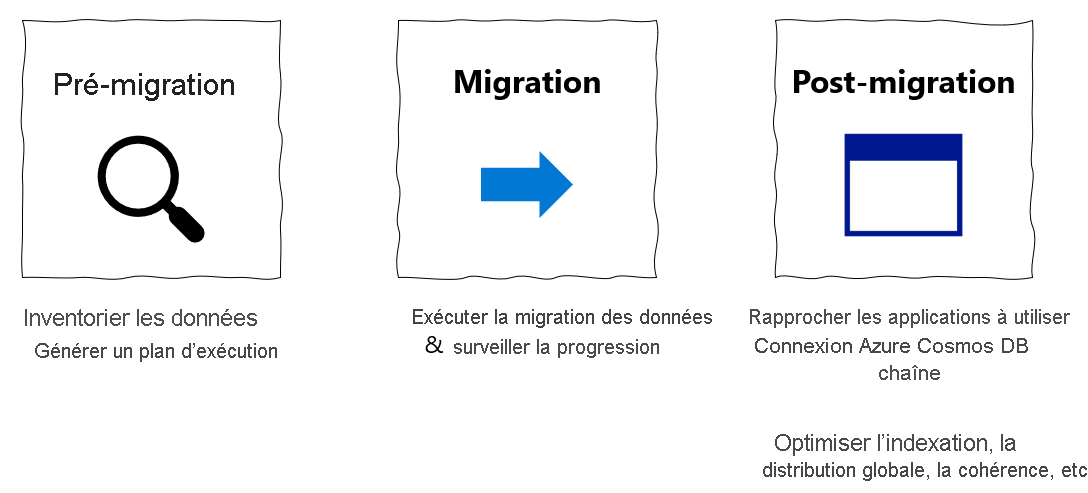 Pré-migration
Inventorier les données
Générer un plan d’exécution
Migration
Exécuter la migration des données
& surveiller la progression
Post-migration
Rapprocher les applications à utiliser
Connexion Azure Cosmos DB
chaîne
Optimiser l’indexation, la
distribution globale, la cohérence, etc